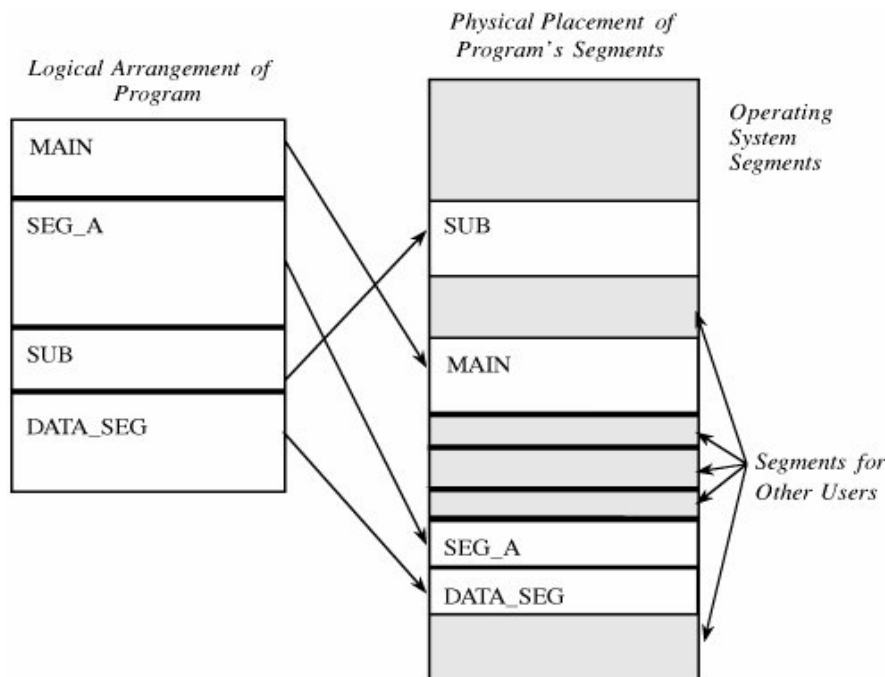 Logical Arrangement of
Program
MAIN
SEG_A
SUB
DATA_SEG
Physical Placement of
Program's Segments
SUB
MAIN
SEG_A
DATA_SEG
Operating
System
Segments
Segments for
Other Users